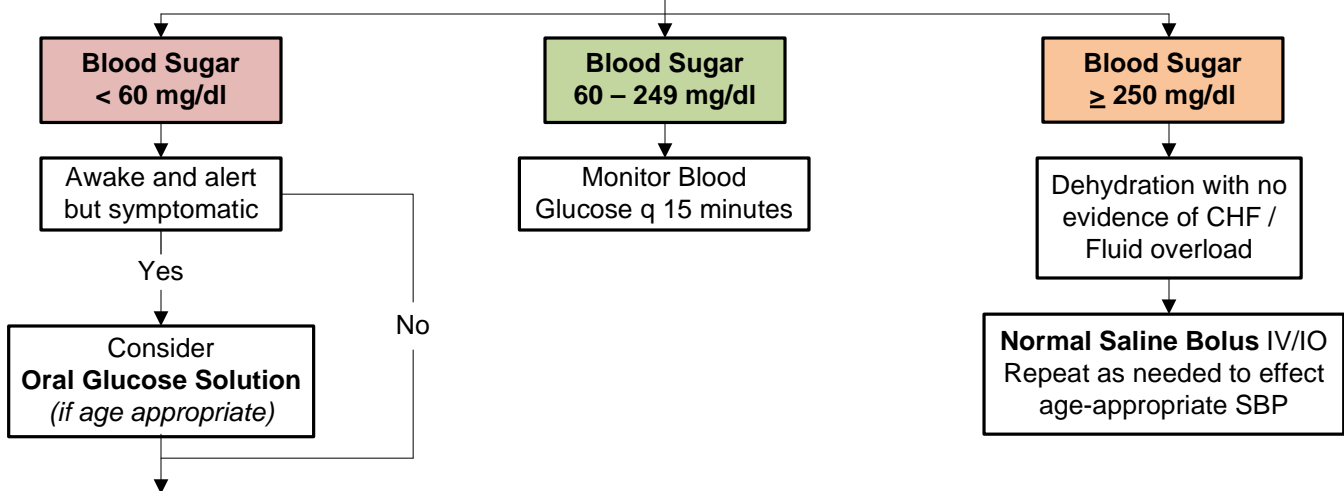 Blood Sugar
< 60 mg/dl
Blood Sugar
60 – 249 mg/dl
Blood Sugar
≥ 250 mg/dl
Awake and alert
but symptomatic
Monitor Blood
Glucose q 15 minutes
Dehydration with no
evidence of CHF /
Fluid overload
Yes
No
Consider
Oral Glucose Solution
(if age appropriate)
Normal Saline Bolus IV/IO
Repeat as needed to effect
age-appropriate SBP